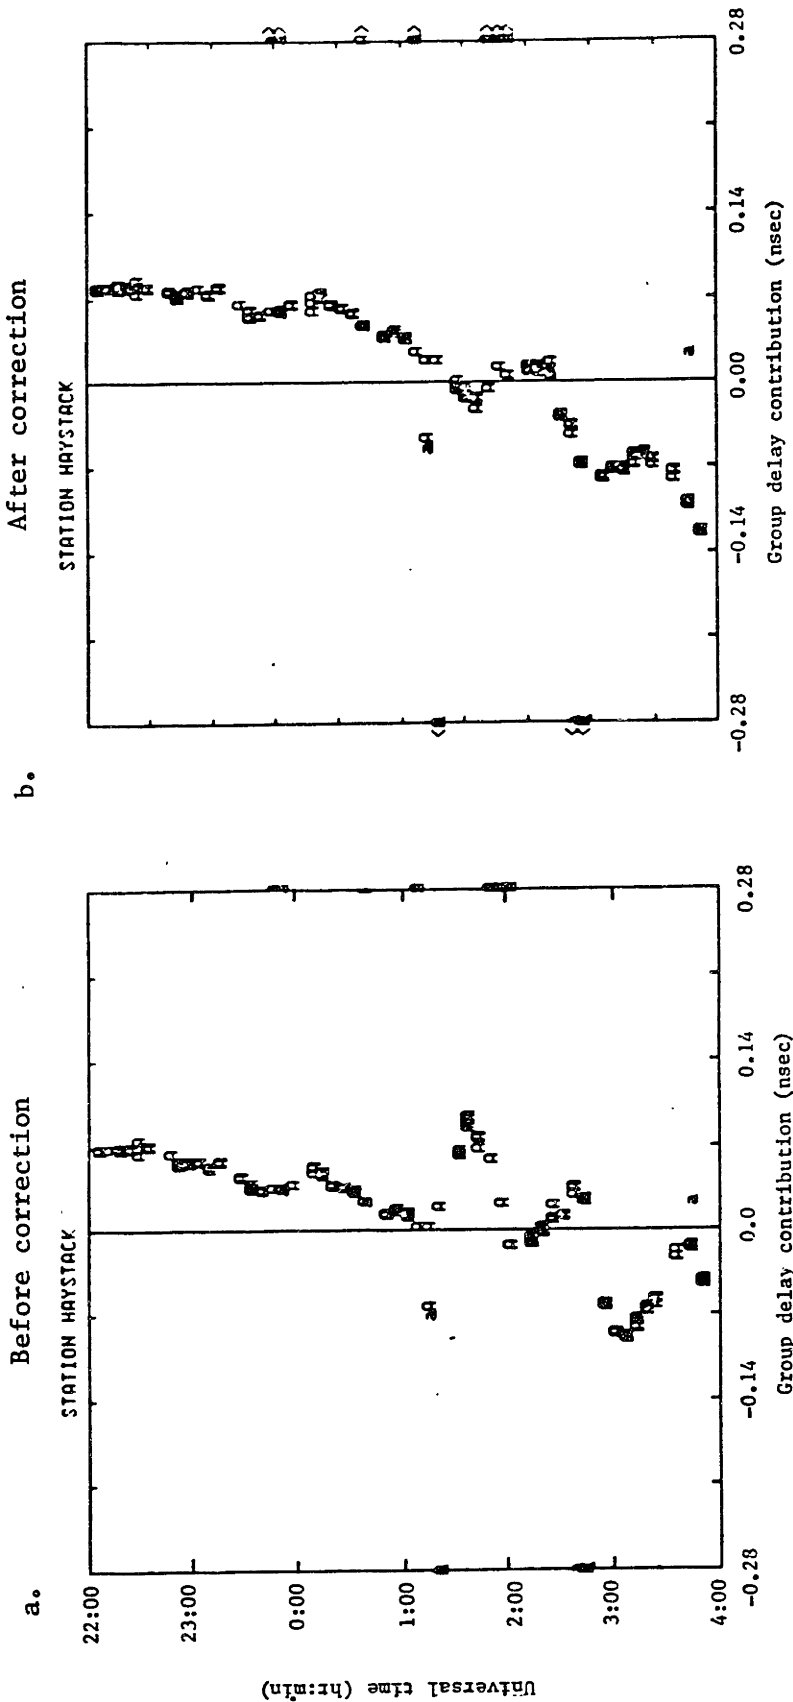 a.
Before correction
STATION HAYSTACK
22:00
23:00
0:00
1:00
2:00
3:00
4:00
Universal time (hr:min)
-0.28
-0.14
0.0
0.14
0.28
Group delay contribution (nsec)
b.
After correction
STATION HAYSTACK
-0.28
-0.14
0.00
0.14
0.28
Group delay contribution (nsec)